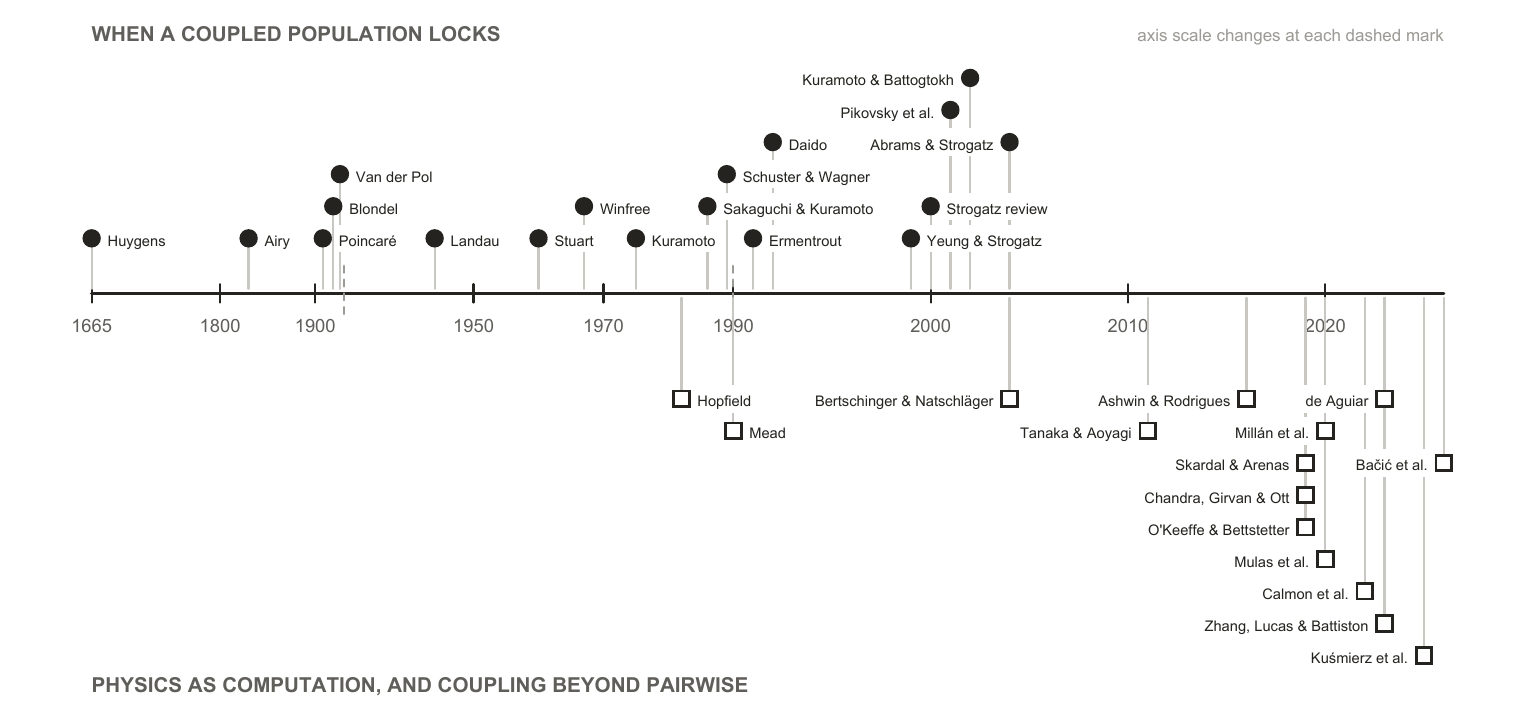 WHEN A COUPLED POPULATION LOCKS
axis scale changes at each dashed mark
Kuramoto & Battogtokh
Pikovsky et al.
Daido
Abrams & Strogatz
Van der Pol
Schuster & Wagner
Blondel
Winfree
Sakaguchi & Kuramoto
Strogatz review
Huygens
Airy
Poincaré
Landau
Stuart
Kuramoto
Ermentrout
Yeung & Strogatz
1665
1800
1900
1950
1970
1990
2000
2010
2020
Hopfield
Bertschinger & Natschläger
Ashwin & Rodrigues
de Aguiar
Mead
Tanaka & Aoyagi
Millán et al.
Skardal & Arenas
Bačić et al.
Chandra, Girvan & Ott
O'Keeffe & Bettstetter
Mulas et al.
Calmon et al.
Zhang, Lucas & Battiston
Kuśmierz et al.
PHYSICS AS COMPUTATION, AND COUPLING BEYOND PAIRWISE